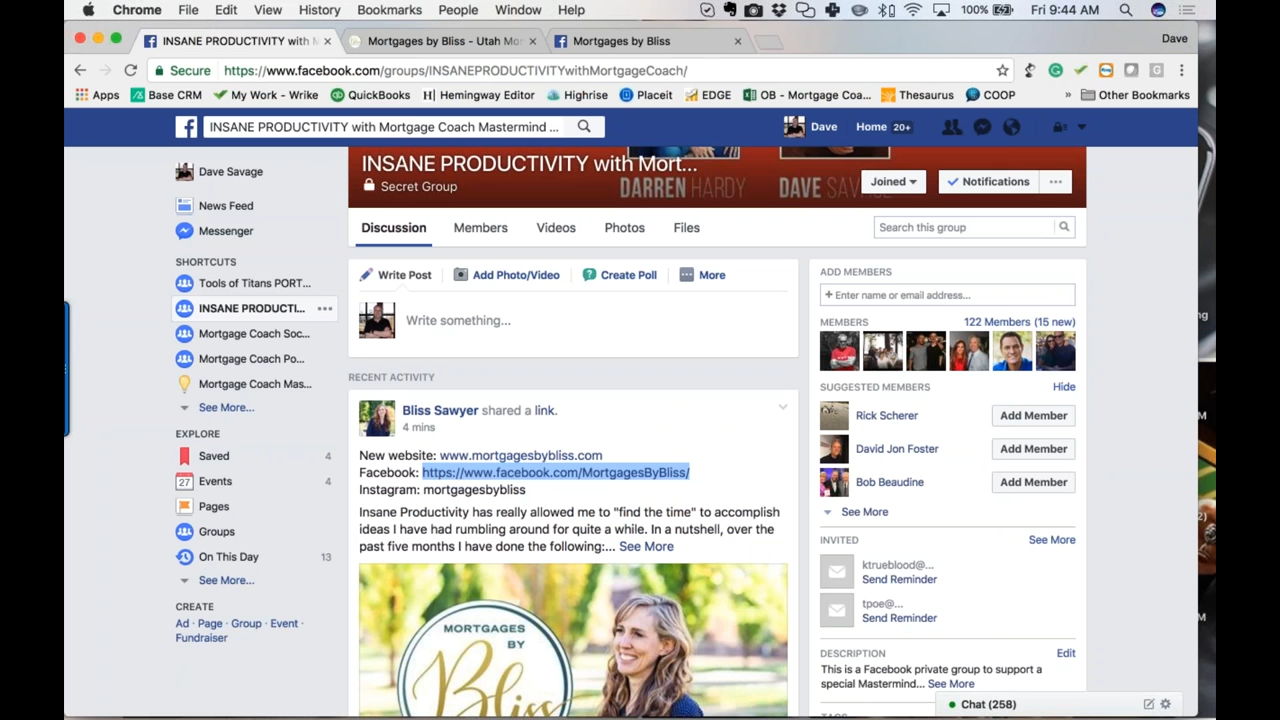 Chrome File Edit View History Bookmarks People Window Help 100% Fri 9:44 AM
INSANE PRODUCTIVITY with M Mortgages by Bliss - Utah Mor Mortgages by Bliss Dave
Secure https://www.facebook.com/groups/INSANEPRODUCTIVITYwithMortgageCoach/
Apps Base CRM My Work - Wrike QuickBooks Hemingway Editor Highrise Placeit EDGE OB - Mortgage Coa... Thesaurus COOP » Other Bookmarks
INSANE PRODUCTIVITY with Mortgage Coach Mastermind ... Dave Home 20+
Dave Savage
News Feed
Messenger
SHORTCUTS
Tools of Titans PORT...
INSANE PRODUCTI...
Mortgage Coach Soc...
Mortgage Coach Po...
Mortgage Coach Mas...
See More...
EXPLORE
Saved 4
Events 4
Pages
Groups
On This Day 13
See More...
CREATE
Ad · Page · Group · Event ·
Fundraiser
INSANE PRODUCTIVITY with Mort...
Secret Group
DARREN HARDY DAVE SAV
Joined Notifications
Discussion Members Videos Photos Files Search this group
Write Post Add Photo/Video Create Poll More
Write something...
RECENT ACTIVITY
Bliss Sawyer shared a link.
4 mins
New website: www.mortgagesbybliss.com
Facebook: https://www.facebook.com/MortgagesByBliss/
Instagram: mortgagesbybliss
Insane Productivity has really allowed me to "find the time" to accomplish
ideas I have had rumbling around for quite a while. In a nutshell, over the
past five months I have done the following:... See More
MORTGAGES
BY
Bliss
ADD MEMBERS
+ Enter name or email address...
MEMBERS 122 Members (15 new)
SUGGESTED MEMBERS Hide
Rick Scherer Add Member
David Jon Foster Add Member
Bob Beaudine Add Member
See More
INVITED See More
ktrueblood@...
Send Reminder
tpoe@...
Send Reminder
DESCRIPTION Edit
This is a Facebook private group to support a
special Mastermind... See More
Chat (258)